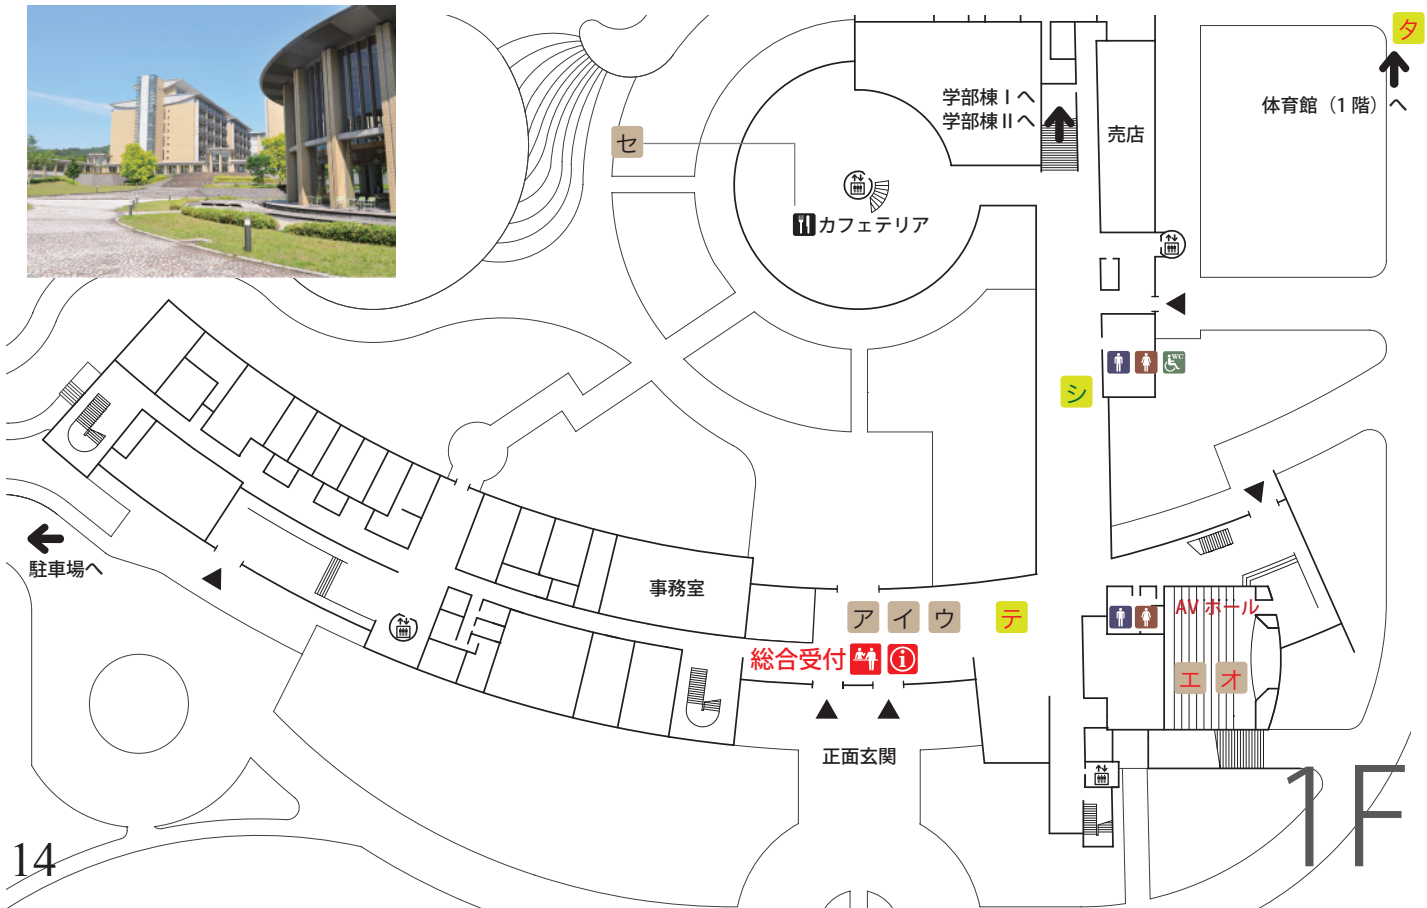 タ
学部棟Ⅰへ
学部棟Ⅱへ
体育館（1階）へ
売店
セ
カフェテリア
WC
シ
駐車場へ
事務室
ア イ ウ
テ
AVホール
総合受付
エ オ
正面玄関
1F
14